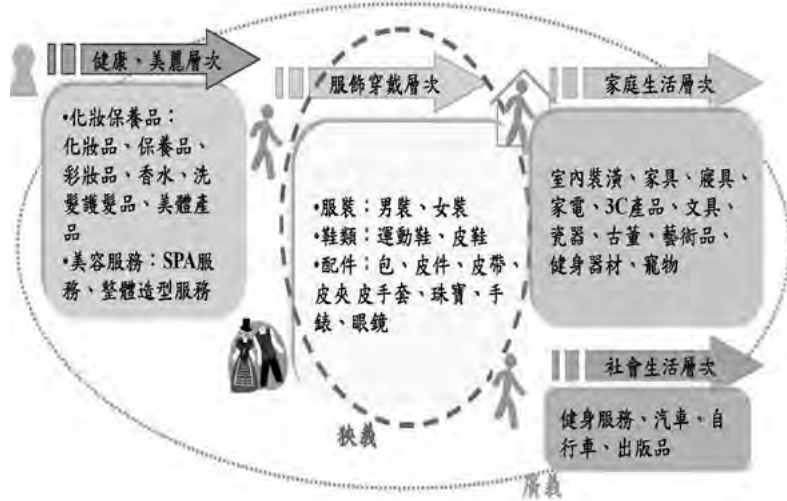 健康、美麗層次
•化妝保養品：
化妝品、保養品、
彩妝品、香水、洗
髮護髮品、美體產
品
•美容服務：SPA服
務、整體造型服務
服飾穿戴層次
•服裝：男裝、女裝
•鞋類：運動鞋、皮鞋
•配件：包、皮件、皮帶、
皮夾 皮手套、珠寶、手
錶、眼鏡
家庭生活層次
室內裝潢、家具、寢具、
家電、3C產品、文具、
瓷器、古董、藝術品、
健身器材、寵物
社會生活層次
健身服務、汽車、自
行車、出版品
狹義
廣義